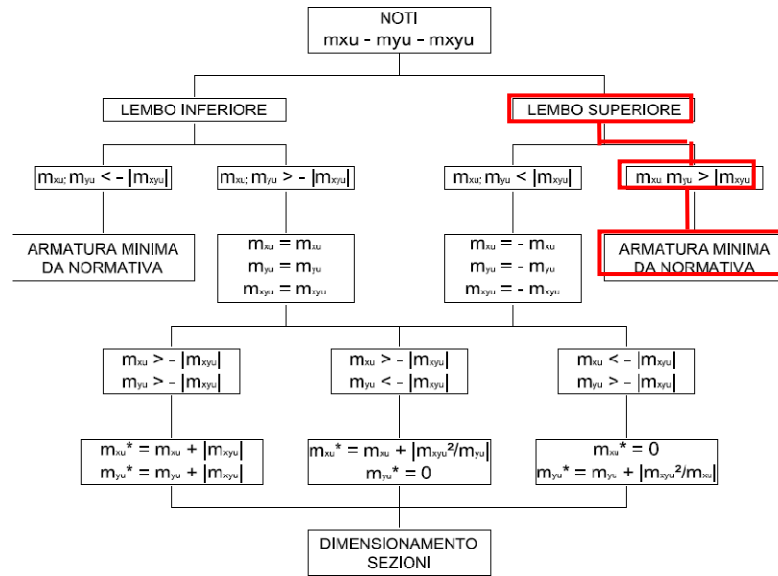 NOTI
mxu - myu - mxyu
LEMBO INFERIORE
LEMBO SUPERIORE
mxu; myu < - |mxyu|
mxu; myu > - |mxyu|
mxu; myu < |mxyu|
mxu myu > |mxyu|
ARMATURA MINIMA
DA NORMATIVA
mxu = mxu
myu = myu
mxyu = mxyu
mxu = - mxu
myu = - myu
mxyu = - mxyu
ARMATURA MINIMA
DA NORMATIVA
mxu > - |mxyu|
myu > - |mxyu|
mxu > - |mxyu|
myu < - |mxyu|
mxu < - |mxyu|
myu > - |mxyu|
mxu* = mxu + |mxyu|
myu* = myu + |mxyu|
mxu* = mxu + |mxyu²/myu|
myu* = 0
mxu* = 0
myu* = myu + |mxyu²/mxu|
DIMENSIONAMENTO
SEZIONI